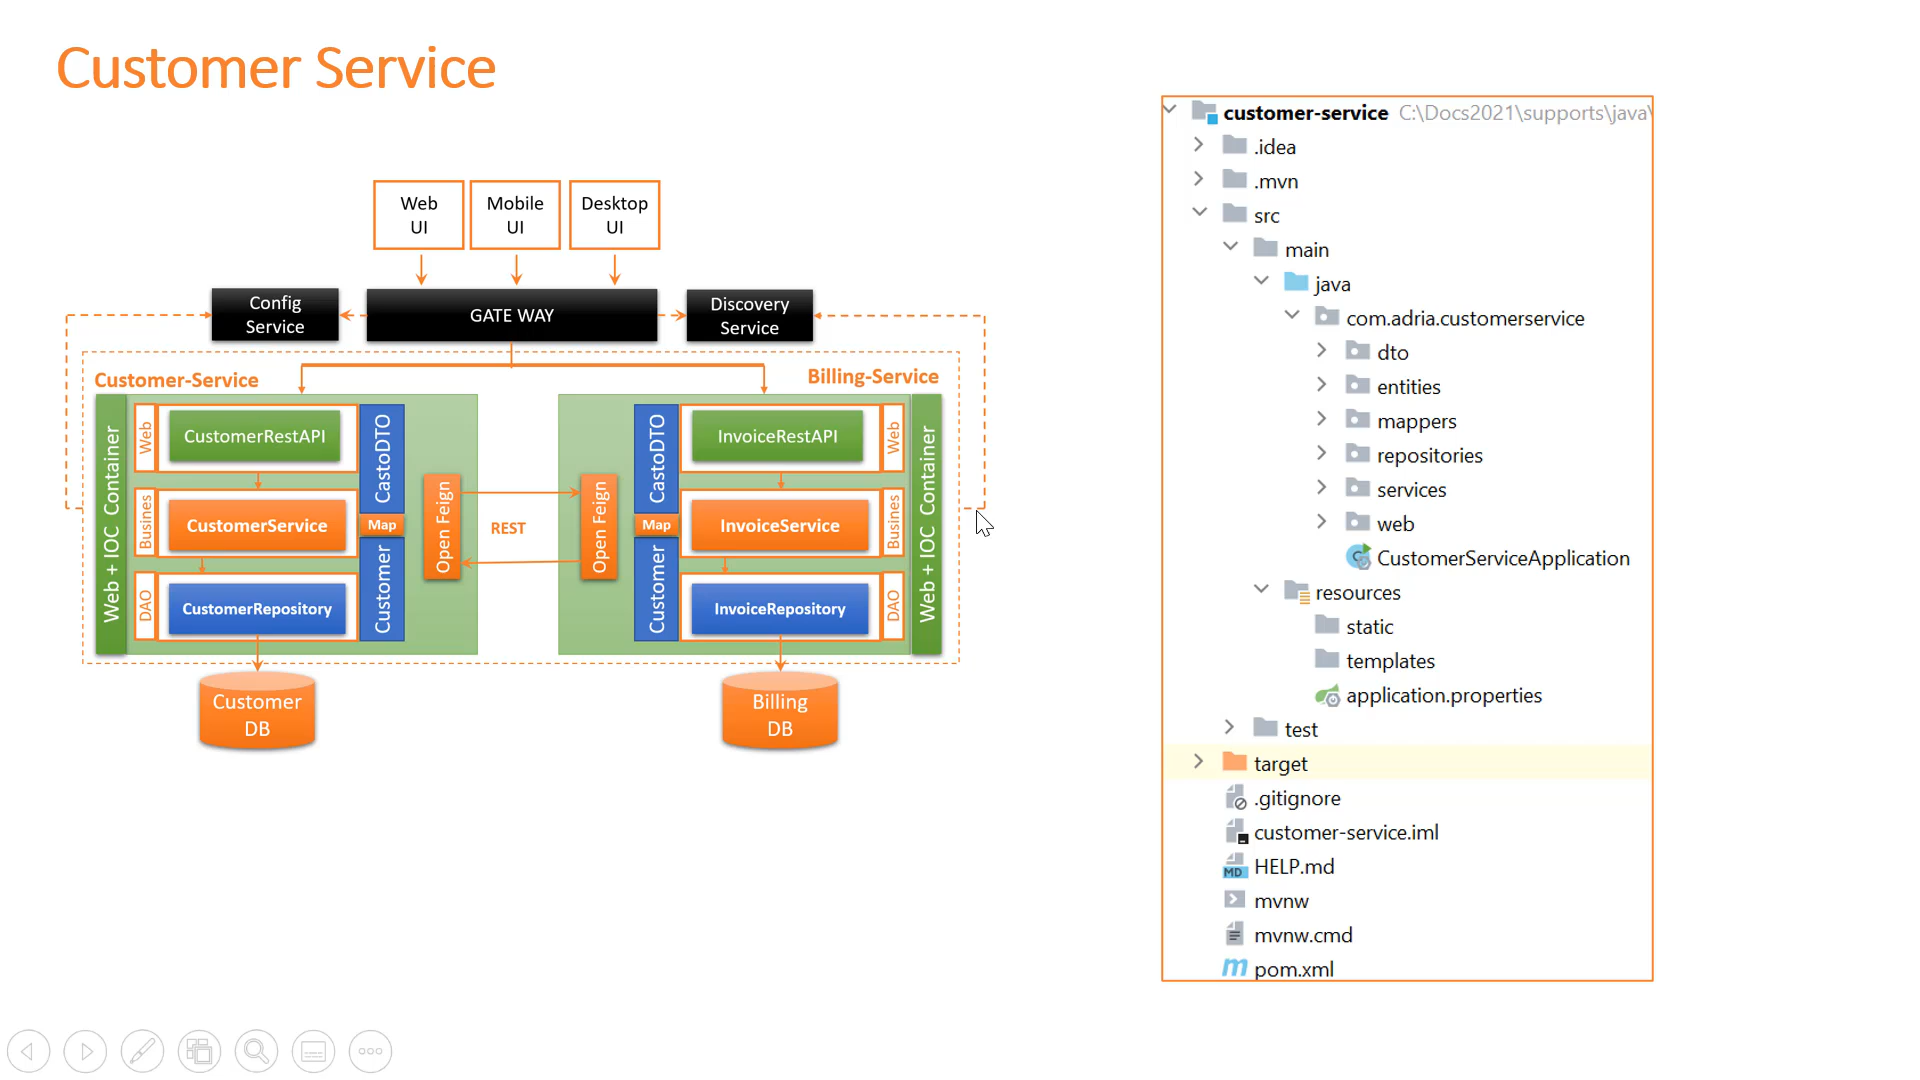 Customer Service
Web
UI
Mobile
UI
Desktop
UI
Config
Service
GATE WAY
Discovery
Service
Customer-Service
Billing-Service
Web + IOC Container
Web
CustomerRestAPI
CastoDTO
Busines
CustomerService
Map
DAO
CustomerRepository
Customer
Open Feign
REST
Open Feign
CastoDTO
InvoiceRestAPI
Web
Map
InvoiceService
Busines
Customer
InvoiceRepository
DAO
Web + IOC Container
Customer
DB
Billing
DB
customer-service C:\Docs2021\supports\java\
.idea
.mvn
src
main
java
com.adria.customerservice
dto
entities
mappers
repositories
services
web
CustomerServiceApplication
resources
static
templates
application.properties
test
target
.gitignore
customer-service.iml
HELP.md
mvnw
mvnw.cmd
pom.xml